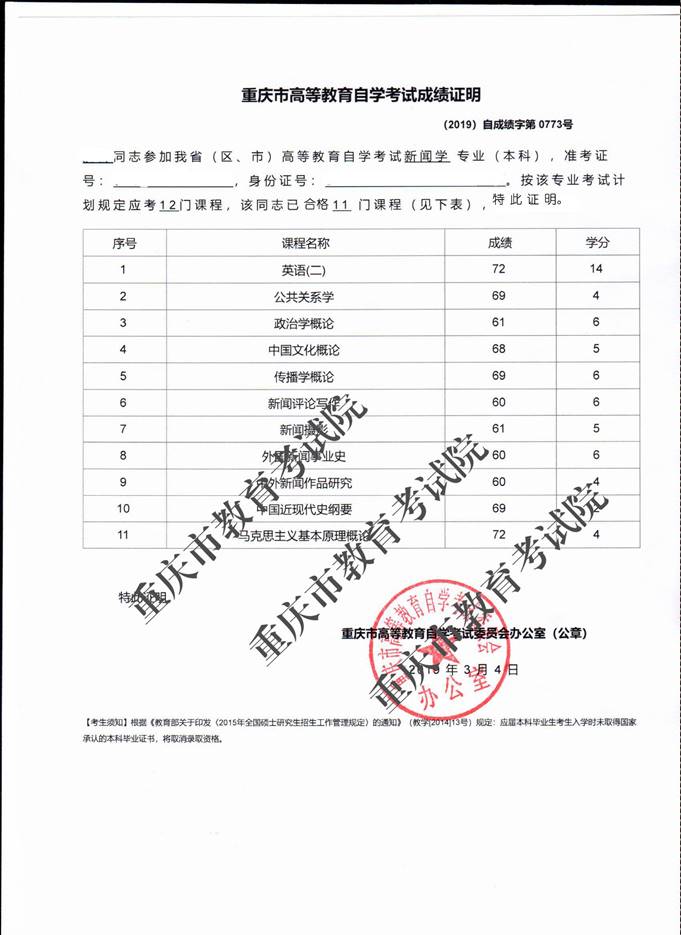 重庆市高等教育自学考试成绩证明
（2019）自成绩字第 0773号
同志参加我省（区、市）高等教育自学考试新闻学 专业（本科），准考证
号： ，身份证号： 。按该专业考试计
划规定应考12门课程，该同志已合格11 门课程（见下表），特此证明。
序号 课程名称 成绩 学分
1 英语(二) 72 14
2 公共关系学 69 4
3 政治学概论 61 6
4 中国文化概论 68 5
5 传播学概论 69 6
6 新闻评论写作 60 6
7 新闻摄影 61 5
8 外国新闻事业史 60 6
9 中外新闻作品研究 60 4
10 中国近现代史纲要 69 2
11 马克思主义基本原理概论 72 4
特此证明
重庆市高等教育自学考试委员会办公室（公章）
2019 年 3 月 4 日
重庆市高等教育自学考试委员会
办公室
重庆市教育考试院
重庆市教育考试院
重庆市教育考试院
【考生须知】根据《教育部关于印发〈2015年全国硕士研究生招生工作管理规定〉的通知》（教学[2014]13号）规定：应届本科毕业生考生入学时未取得国家
承认的本科毕业证书，将取消录取资格。